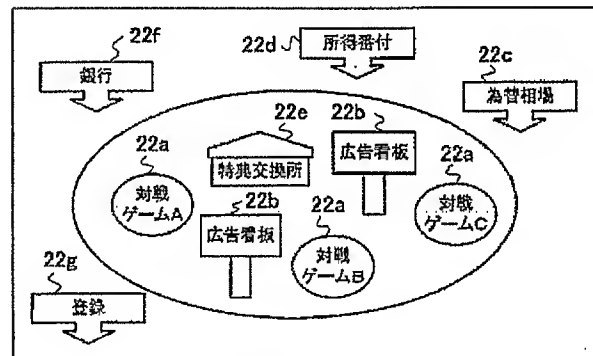 22f
銀行
22d
所得番付
22c
為替相場
22e
特典交換所
22b
広告看板
22a
対戦
ゲームA
22b
広告看板
22a
対戦
ゲームB
22a
対戦
ゲームC
22g
登録